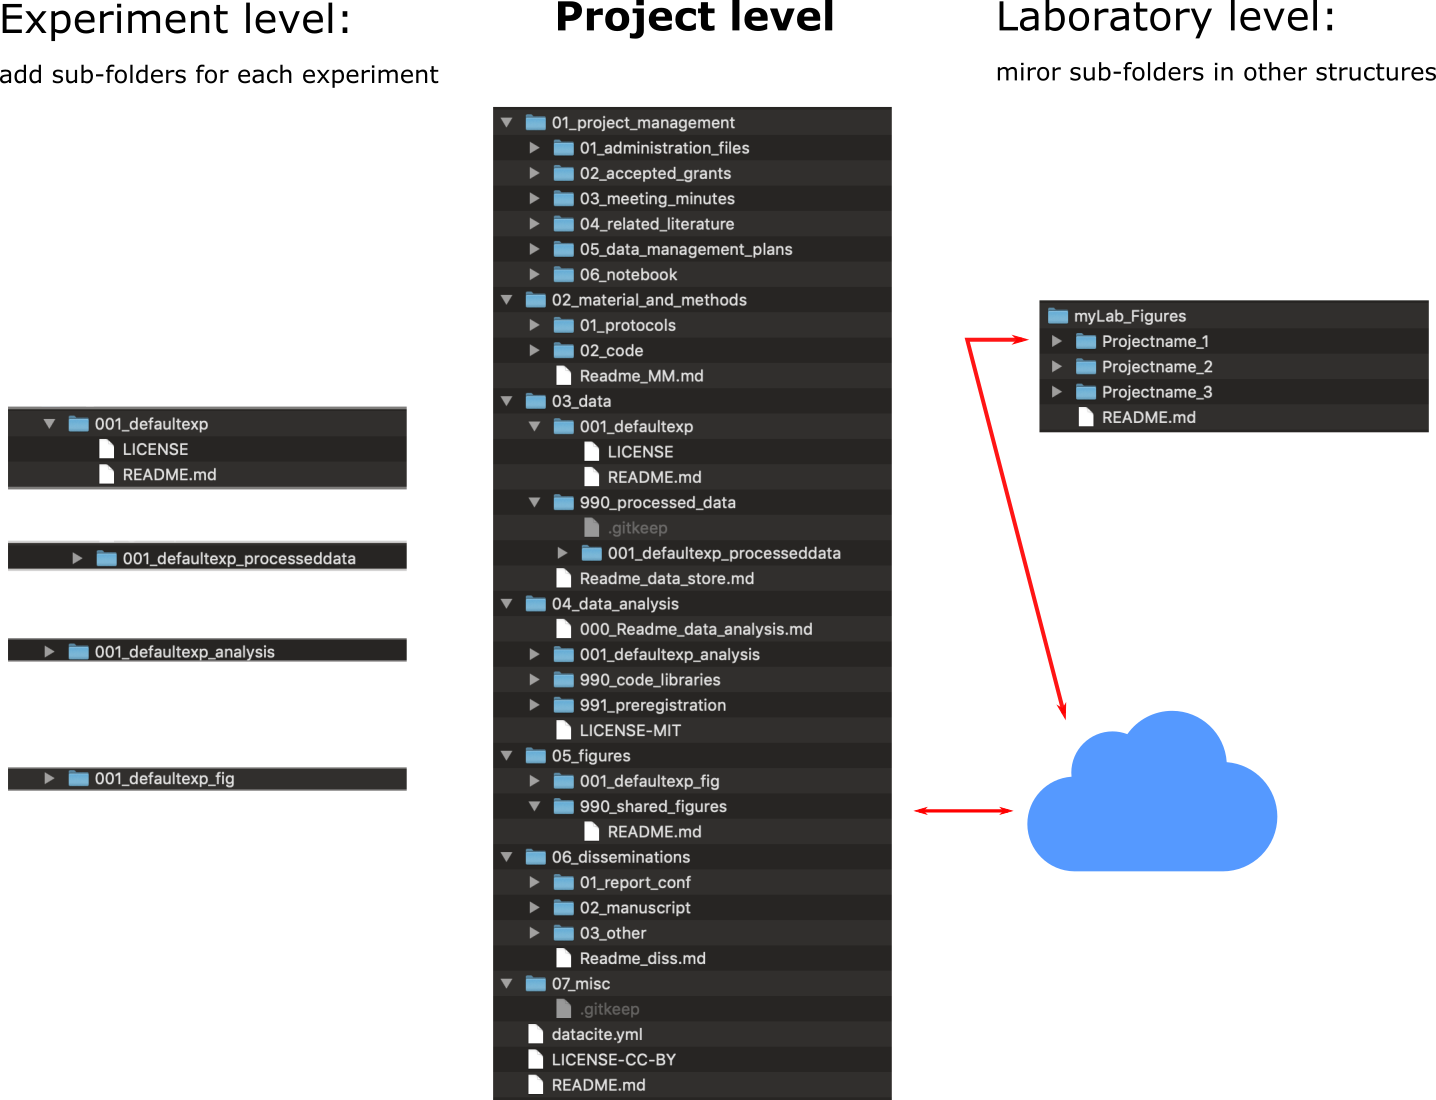 Experiment level:
add sub-folders for each experiment
001_defaultexp
LICENSE
README.md
001_defaultexp_processeddata
001_defaultexp_analysis
001_defaultexp_fig
Project level
01_project_management
01_administration_files
02_accepted_grants
03_meeting_minutes
04_related_literature
05_data_management_plans
06_notebook
02_material_and_methods
01_protocols
02_code
Readme_MM.md
03_data
001_defaultexp
LICENSE
README.md
990_processed_data
.gitkeep
001_defaultexp_processeddata
Readme_data_store.md
04_data_analysis
000_Readme_data_analysis.md
001_defaultexp_analysis
990_code_libraries
991_preregistration
LICENSE-MIT
05_figures
001_defaultexp_fig
990_shared_figures
README.md
06_disseminations
01_report_conf
02_manuscript
03_other
Readme_diss.md
07_misc
.gitkeep
datacite.yml
LICENSE-CC-BY
README.md
Laboratory level:
miror sub-folders in other structures
myLab_Figures
Projectname_1
Projectname_2
Projectname_3
README.md